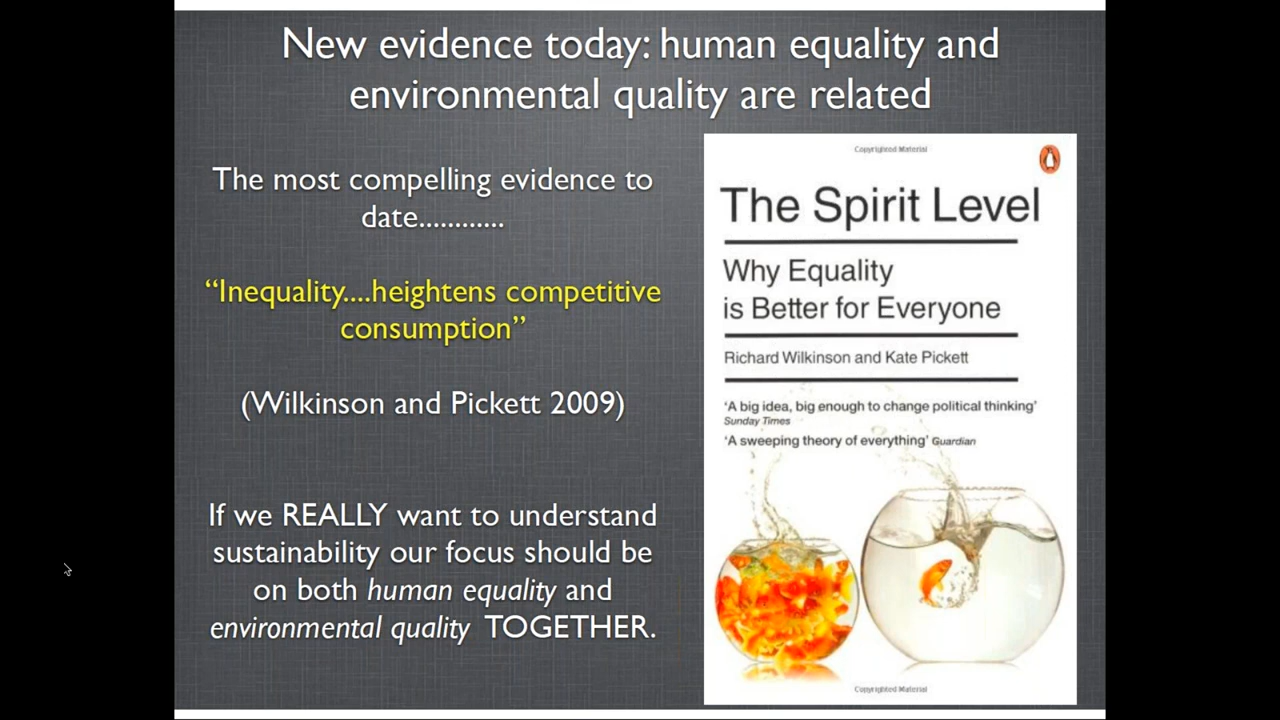 New evidence today: human equality and
environmental quality are related
The most compelling evidence to
date............
“Inequality....heightens competitive
consumption”
(Wilkinson and Pickett 2009)
If we REALLY want to understand
sustainability our focus should be
on both human equality and
environmental quality TOGETHER.
Copyrighted Material
The Spirit Level
Why Equality
is Better for Everyone
Richard Wilkinson and Kate Pickett
‘A big idea, big enough to change political thinking’
Sunday Times
‘A sweeping theory of everything’ Guardian
Copyrighted Material